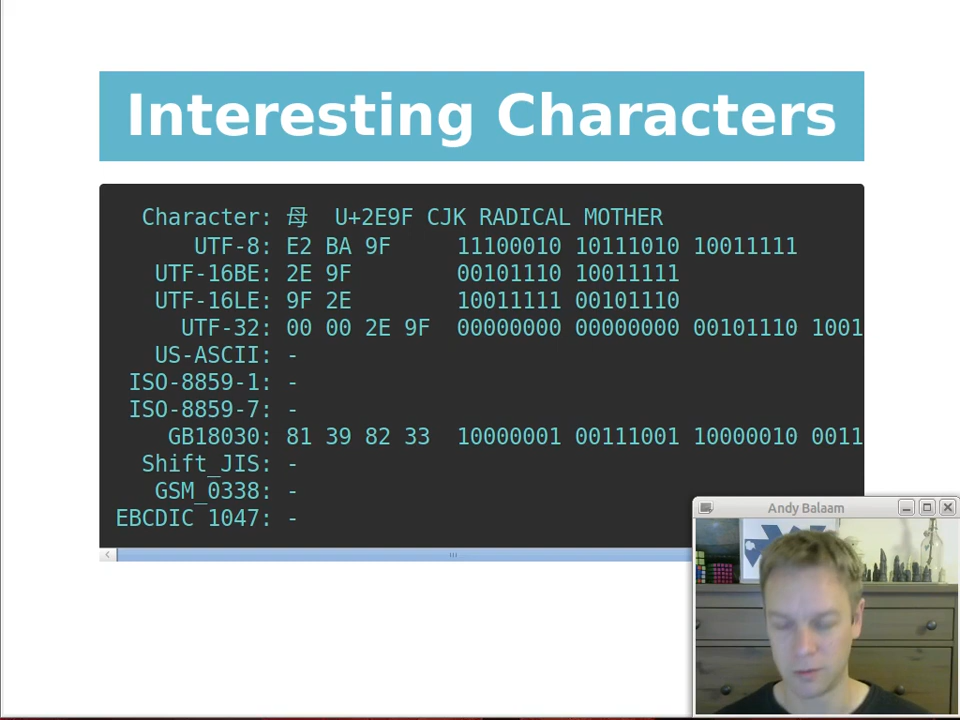 Interesting Characters
Character: ⺟ U+2E9F CJK RADICAL MOTHER
UTF-8: E2 BA 9F 11100010 10111010 10011111
UTF-16BE: 2E 9F 00101110 10011111
UTF-16LE: 9F 2E 10011111 00101110
UTF-32: 00 00 2E 9F 00000000 00000000 00101110 1001
US-ASCII: -
ISO-8859-1: -
ISO-8859-7: -
GB18030: 81 39 82 33 10000001 00111001 10000010 0011
Shift_JIS: -
GSM_0338: -
EBCDIC 1047: -
Andy Balaam